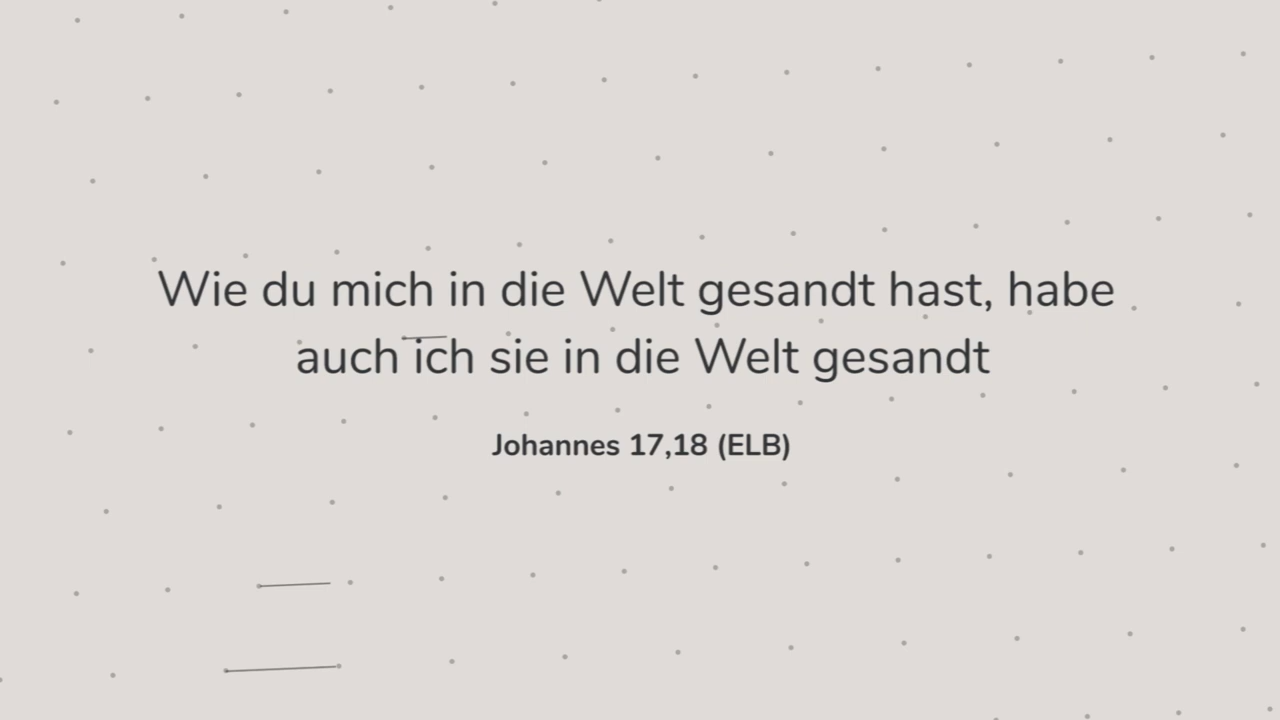 Wie du mich in die Welt gesandt hast, habe
auch ich sie in die Welt gesandt
Johannes 17,18 (ELB)